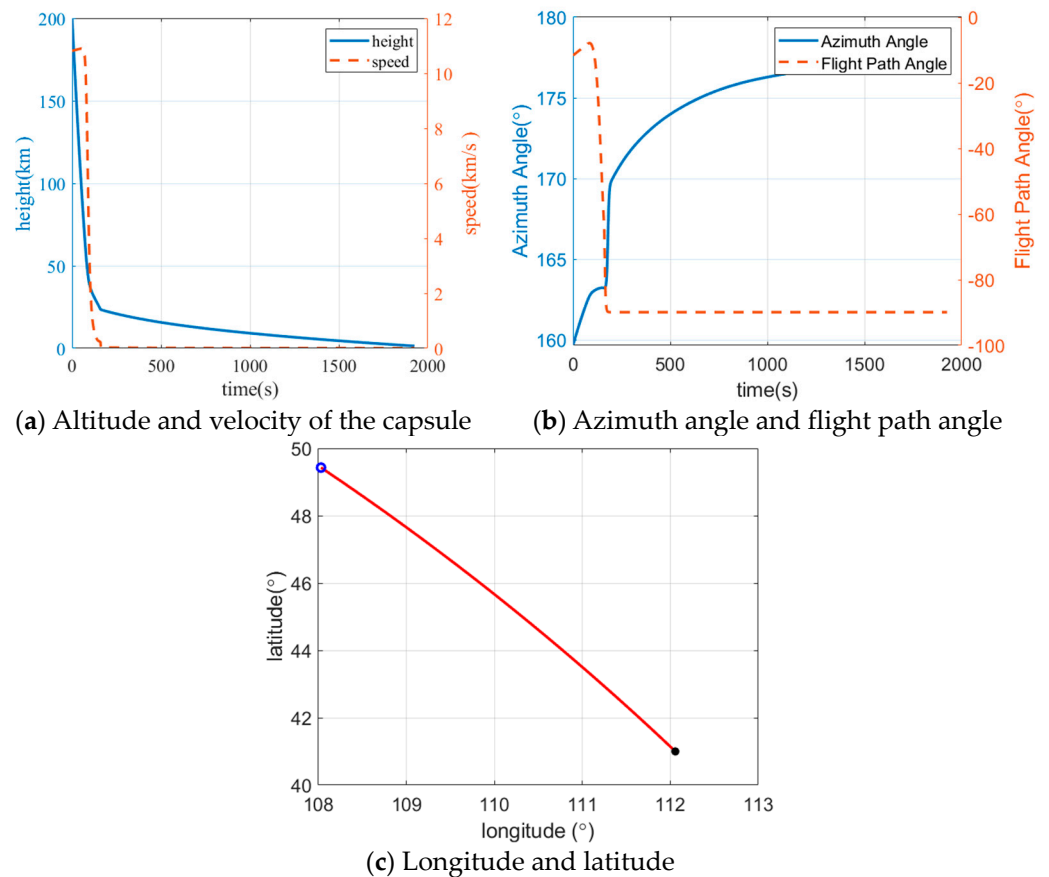 200
150
100
50
0
height(km )
12
10
8
6
4
2
0
speed(km/s )
height
speed
0 500 1000 1500 2000
time(s)
(a) Altitude and velocity of the capsule
180
175
170
165
160
Azimuth Angle(°)
0
-20
-40
-60
-80
-100
Flight Path Angle(°)
Azimuth Angle
Flight Path Angle
0 500 1000 1500 2000
time(s)
(b) Azimuth angle and flight path angle
50
48
46
44
42
40
latitude(°)
108 109 110 111 112 113
longitude (°)
(c) Longitude and latitude